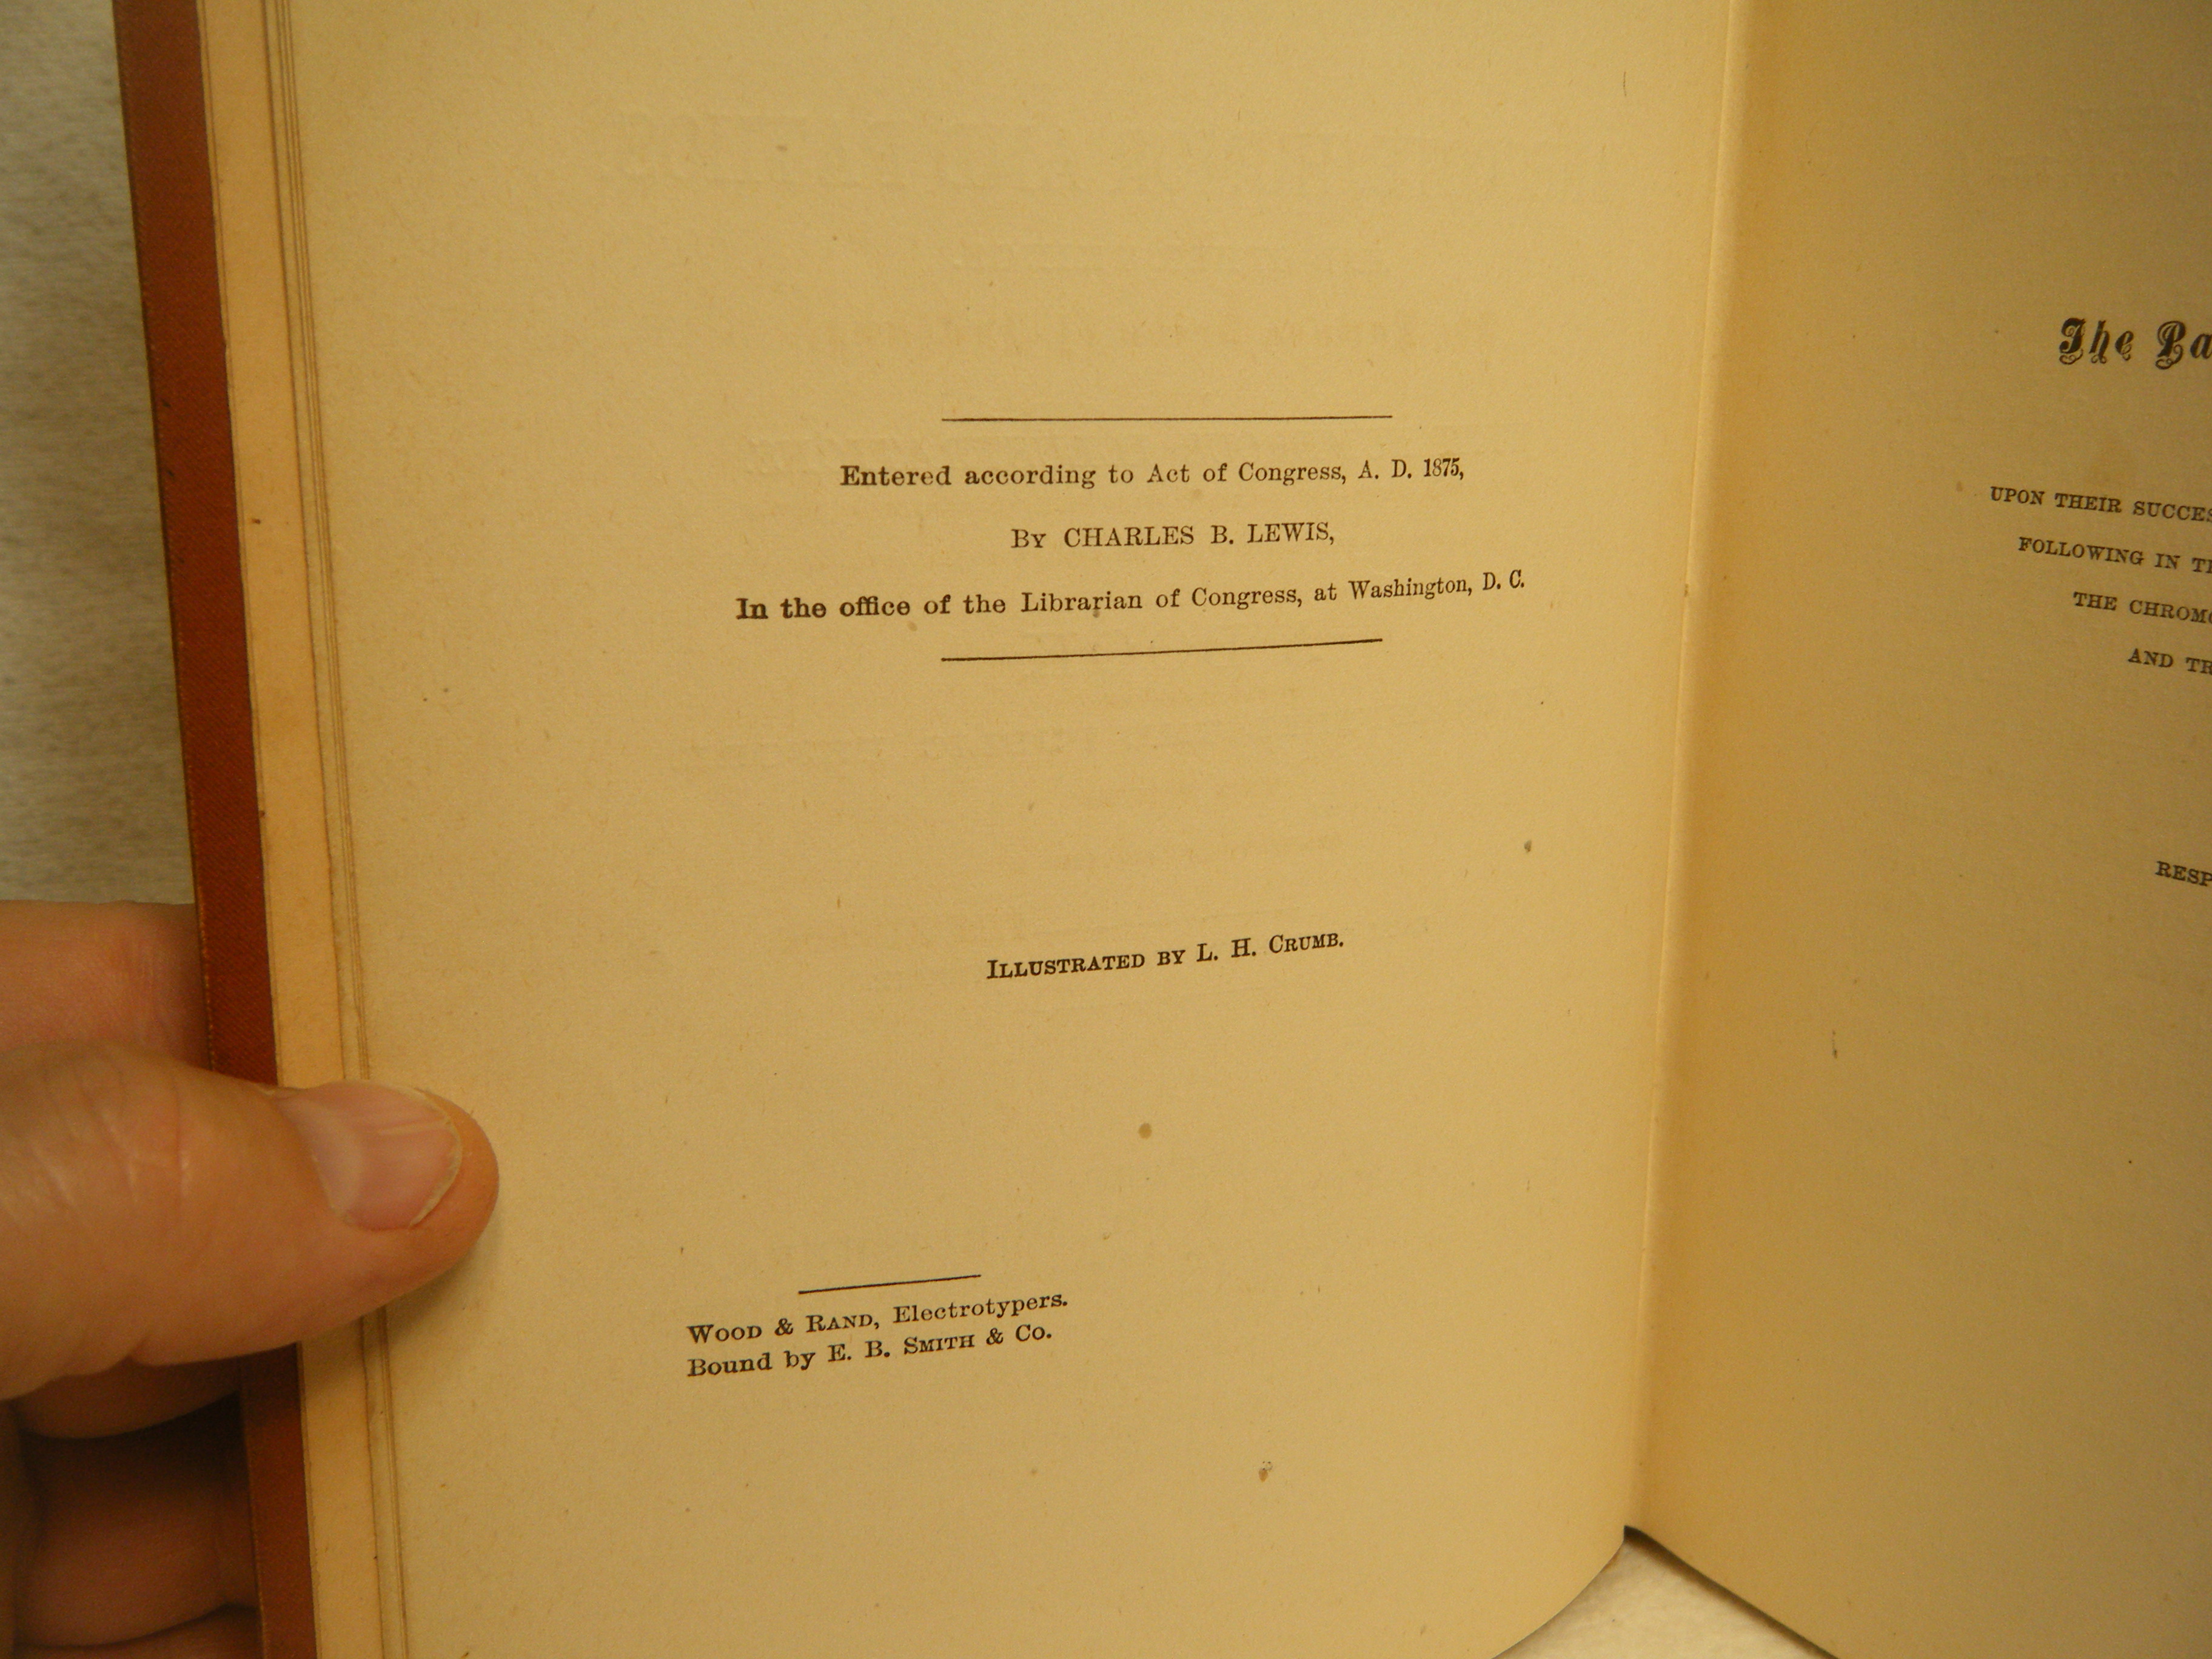 Entered according to Act of Congress, A. D. 1875,
By CHARLES B. LEWIS,
In the office of the Librarian of Congress, at Washington, D. C.
Illustrated by L. H. Crumb.
Wood & Rand, Electrotypers.
Bound by E. B. Smith & Co.
The
UPON THEIR
FOLLOWING IN
THE
AND